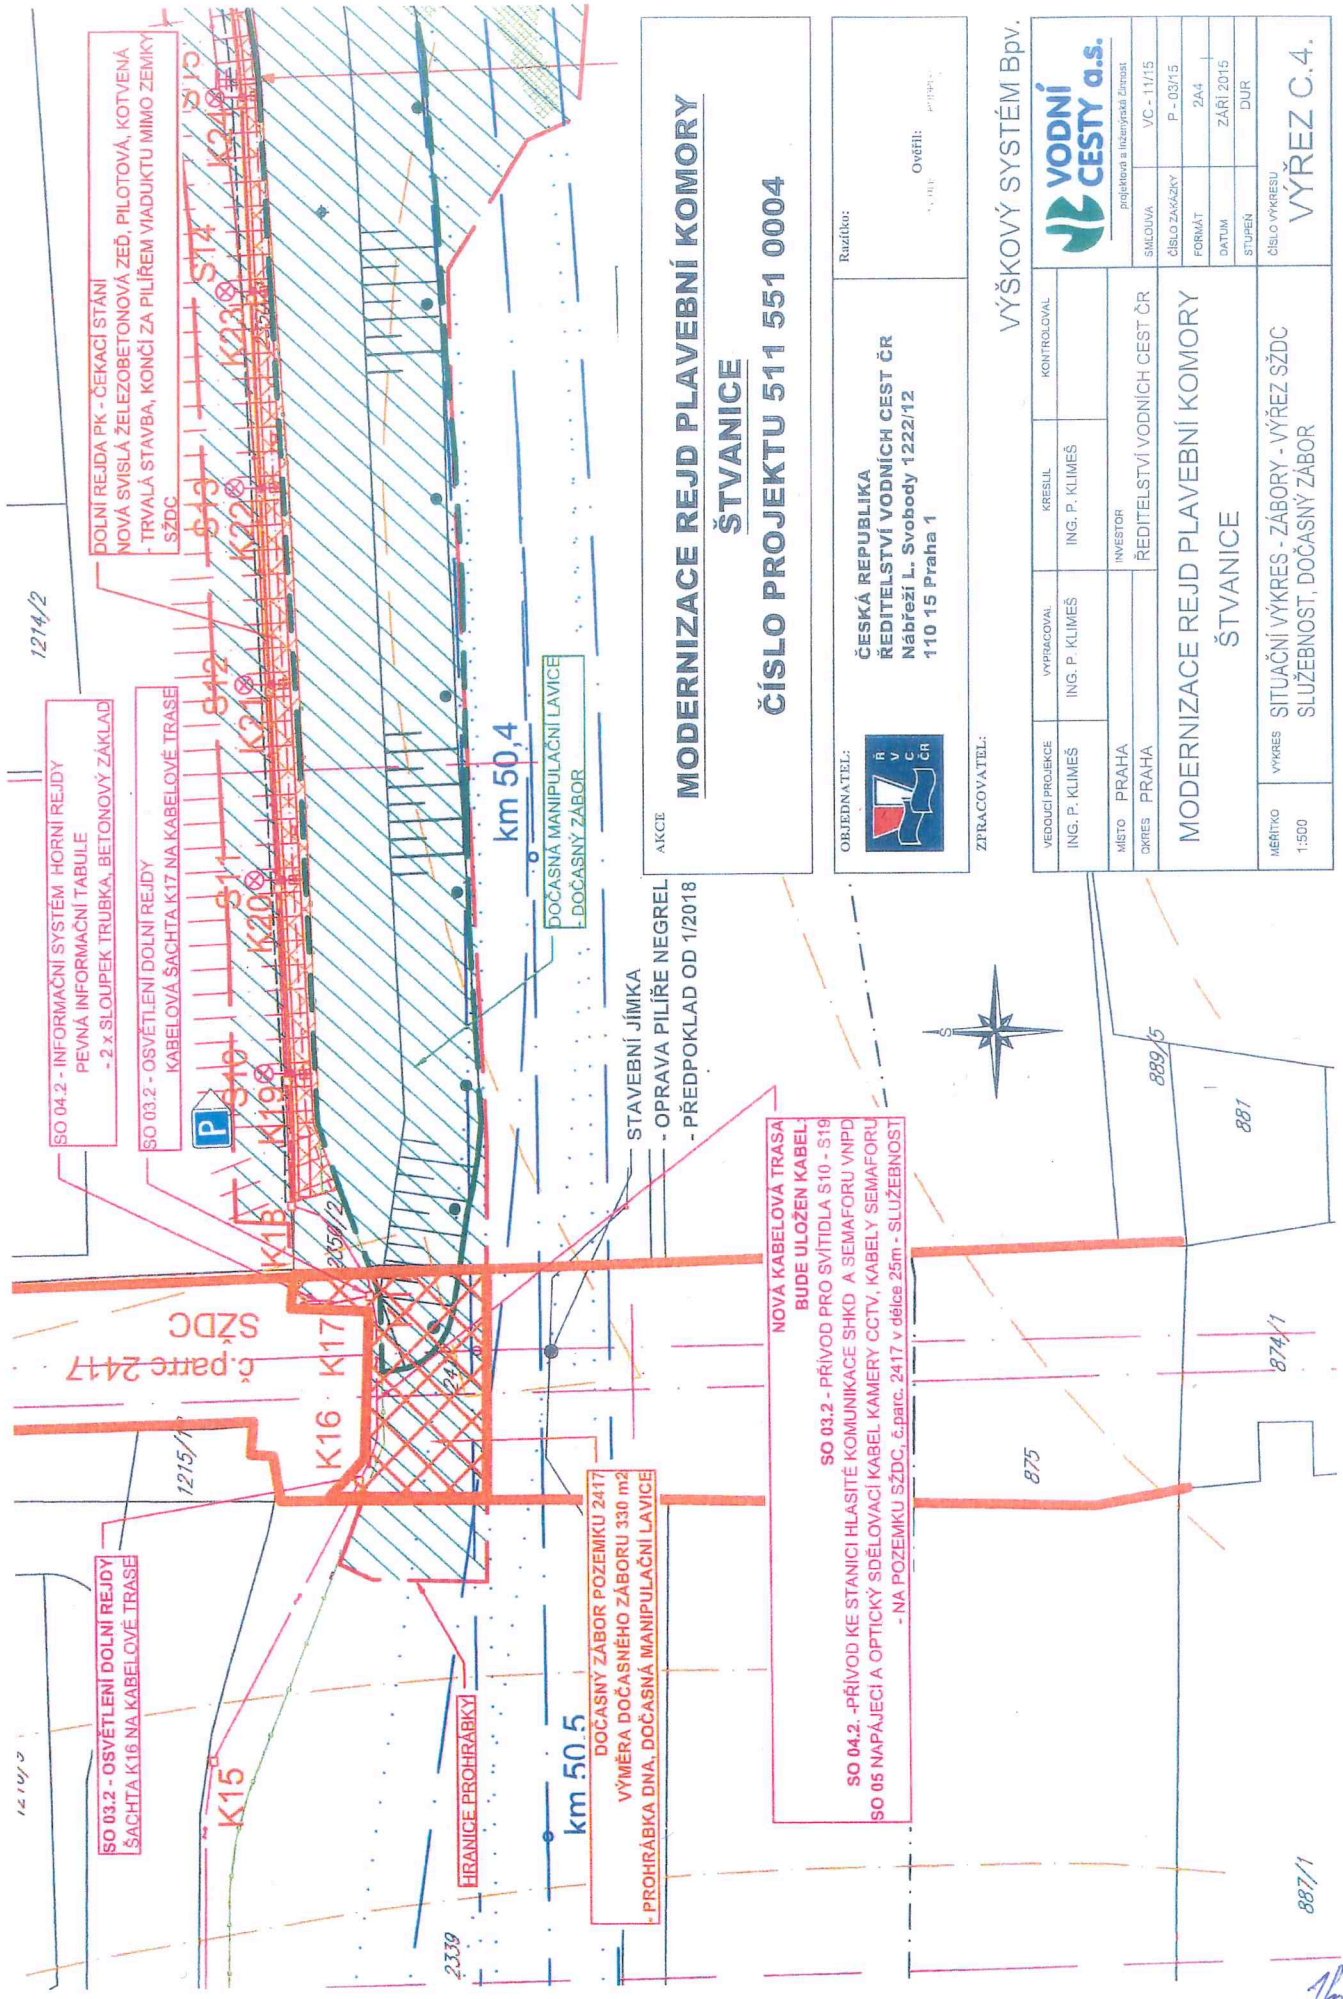 1214/2
DOLNÍ REJDA PK - ČEKACÍ STÁNÍ
NOVÁ SVISLÁ ŽELEZOBETONOVÁ ZEĎ, PILOTOVÁ, KOTVENÁ
- TRVALÁ STAVBA, KONČÍ ZA PILÍŘEM VIADUKTU MIMO ZEMKY
SŽDC
SO 04.2 - INFORMAČNÍ SYSTÉM HORNI REJDY
PEVNÁ INFORMAČNÍ TABULE
- 2 x SLOUPEK TRUBKA, BETONOVÝ ZÁKLAD
SO 03.2 - OSVĚTLENÍ DOLNÍ REJDY
KABELOVÁ ŠACHTA K17 NA KABELOVÉ TRASE
SO 03.2 - OSVĚTLENÍ DOLNÍ REJDY
ŠACHTA K16 NA KABELOVÉ TRASE
1215/1
K15
K16
K17
K18
K19
K20
K21
K22
K23
K24
S10
S11
S12
S13
S14
P
SŽDC
č.parc 2417
2350/2
HRANICE PROHRÁBKY
2339
km 50,5
km 50,4
DOČASNÁ MANIPULAČNÍ LAVICE
- DOČASNÝ ZÁBOR
DOČASNÝ ZÁBOR POZEMKU 2417
VÝMĚRA DOČASNÉHO ZÁBORU 330 m2
- PROHRÁBKA DNA, DOČASNÁ MANIPULAČNÍ LAVICE
STAVEBNÍ JÍMKA
- OPRAVA PILÍŘE NEGREL
- PŘEDPOKLAD OD 1/2018
NOVÁ KABELOVÁ TRASA
BUDE ULOŽEN KABEL:
SO 03.2 - PŘÍVOD PRO SVÍTIDLA S10 - S19
SO 04.2. -PŘÍVOD KE STANICI HLASITÉ KOMUNIKACE SHKD A SEMAFORU VNPD
SO 05 NAPÁJECÍ A OPTICKÝ SDĚLOVACÍ KABEL KAMERY CCTV, KABELY SEMAFORU
- NA POZEMKU SŽDC, č.parc. 2417 v délce 25m - SLUŽEBNOST
S
875
874/1
881
889/5
887/1
AKCE
MODERNIZACE REJD PLAVEBNÍ KOMORY
ŠTVANICE
ČÍSLO PROJEKTU 511 551 0004
OBJEDNATEL:
ŘVC ČR
ČESKÁ REPUBLIKA
ŘEDITELSTVÍ VODNÍCH CEST ČR
Nábřeží L. Svobody 1222/12
110 15 Praha 1
Razítko:
Ověřil:
ZPRACOVATEL:
VÝŠKOVÝ SYSTÉM Bpv.
VEDOUCÍ PROJEKCE VYPRACOVAL KRESLIL KONTROLOVAL
ING. P. KLIMEŠ ING. P. KLIMEŠ ING. P. KLIMEŠ
VODNÍ
CESTY a.s.
projektová a inženýrská činnost
MÍSTO PRAHA
OKRES PRAHA
INVESTOR
ŘEDITELSTVÍ VODNÍCH CEST ČR
MODERNIZACE REJD PLAVEBNÍ KOMORY
ŠTVANICE
SMLOUVA VC - 11/15
ČÍSLO ZAKÁZKY P - 03/15
FORMÁT 2A4
DATUM ZÁŘÍ 2015
STUPEŇ DUR
MĚŘÍTKO
1:500
VÝKRES SITUAČNÍ VÝKRES - ZÁBORY - VÝŘEZ SŽDC
SLUŽEBNOST, DOČASNÝ ZÁBOR
ČÍSLO VÝKRESU
VÝŘEZ C.4.